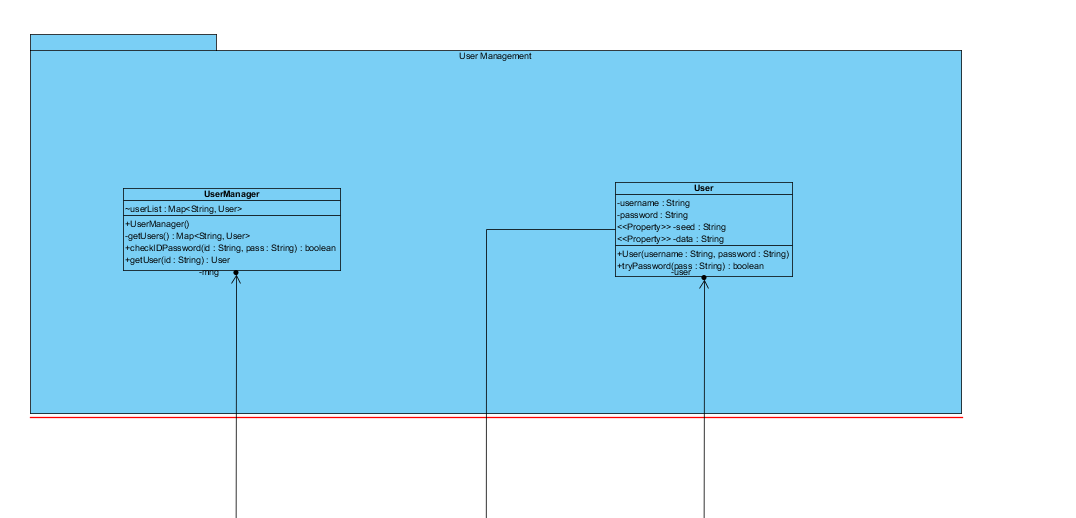 User Management
UserManager
~userList : Map<String, User>
+UserManager()
-getUsers() : Map<String, User>
+checkIDPassword(id : String, pass : String) : boolean
+getUser(id : String) : User
-mng
User
-username : String
-password : String
<<Property>> -seed : String
<<Property>> -data : String
+User(username : String, password : String)
+tryPassword(pass : String) : boolean
-user